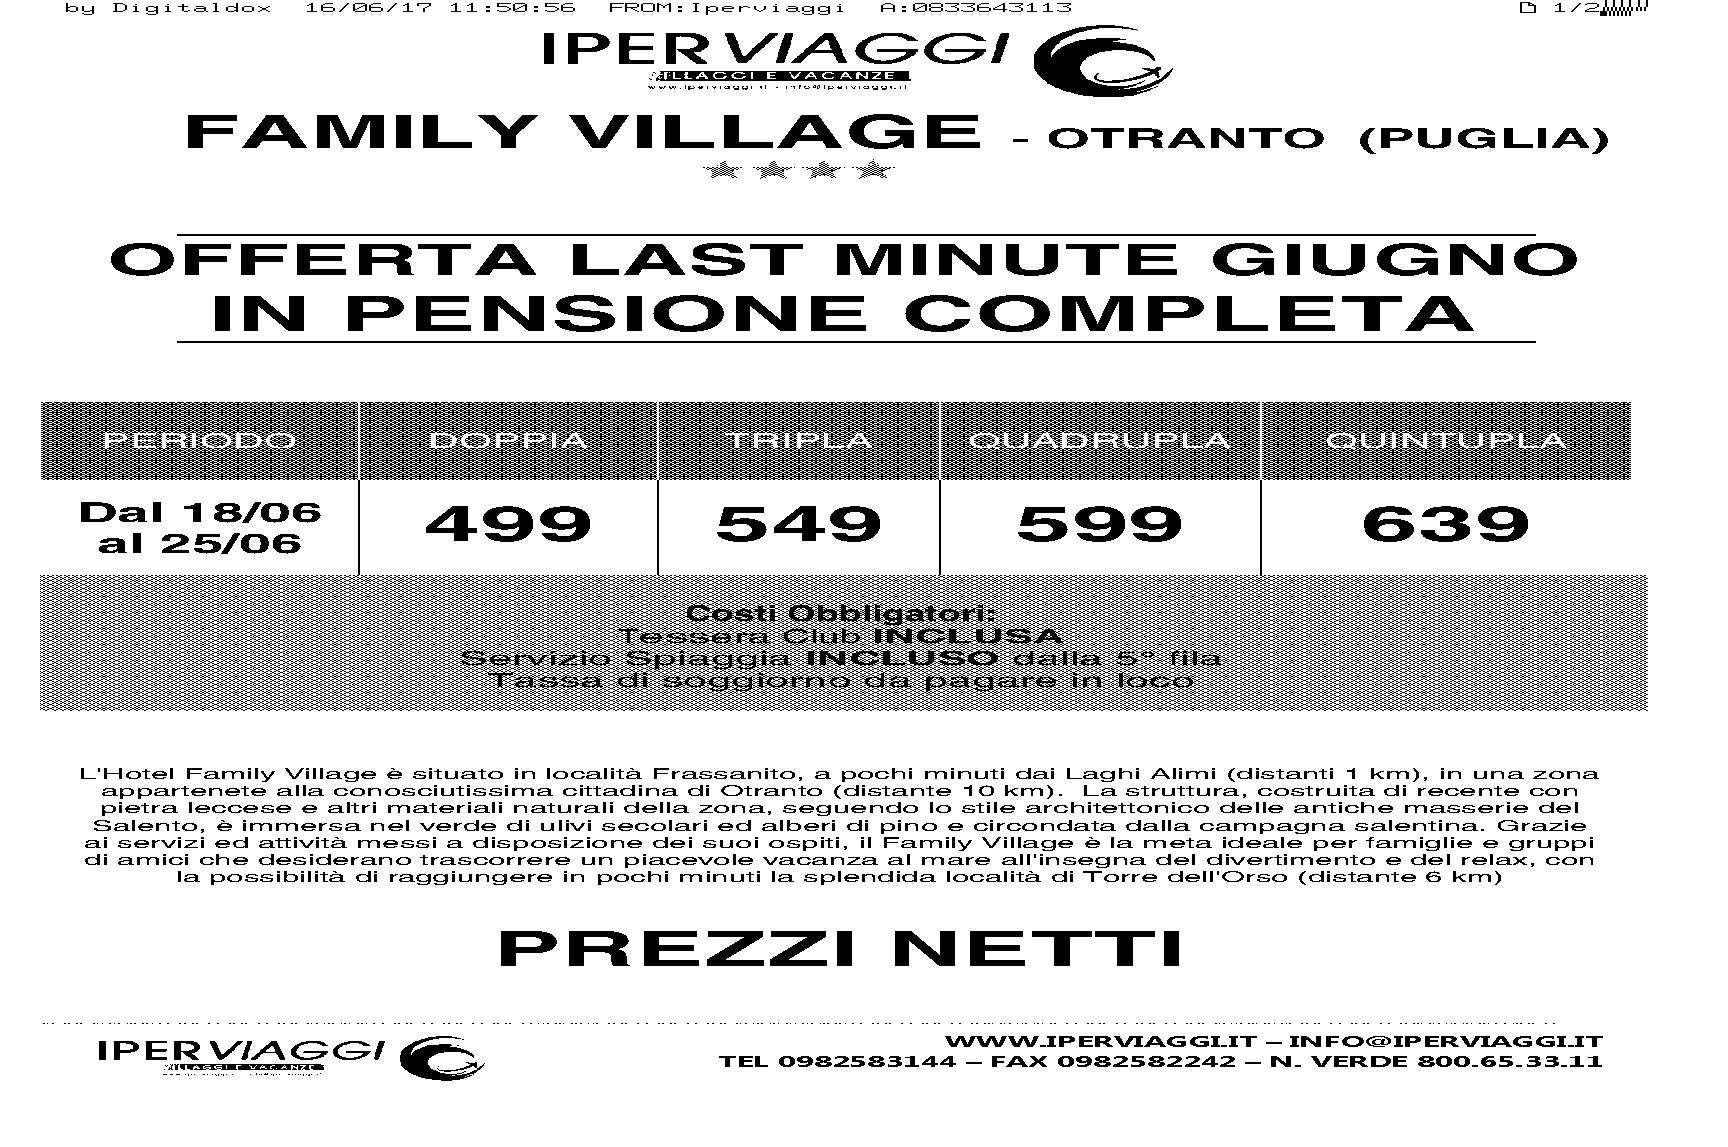 by Digitaldox 16/06/17 11:50:56 FROM:Iperviaggi A:0833643113 1/2
IPERVIAGGI
VILLAGGI E VACANZE
www.iperviaggi.it - info@iperviaggi.it
FAMILY VILLAGE - OTRANTO (PUGLIA)
OFFERTA LAST MINUTE GIUGNO
IN PENSIONE COMPLETA
PERIODO DOPPIA TRIPLA QUADRUPLA QUINTUPLA
Dal 18/06
al 25/06 499 549 599 639
Costi Obbligatori:
Tessera Club INCLUSA
Servizio Spiaggia INCLUSO dalla 5° fila
Tassa di soggiorno da pagare in loco
L'Hotel Family Village è situato in località Frassanito, a pochi minuti dai Laghi Alimi (distanti 1 km), in una zona
appartenete alla conosciutissima cittadina di Otranto (distante 10 km). La struttura, costruita di recente con
pietra leccese e altri materiali naturali della zona, seguendo lo stile architettonico delle antiche masserie del
Salento, è immersa nel verde di ulivi secolari ed alberi di pino e circondata dalla campagna salentina. Grazie
ai servizi ed attività messi a disposizione dei suoi ospiti, il Family Village è la meta ideale per famiglie e gruppi
di amici che desiderano trascorrere un piacevole vacanza al mare all'insegna del divertimento e del relax, con
la possibilità di raggiungere in pochi minuti la splendida località di Torre dell'Orso (distante 6 km)
PREZZI NETTI
IPERVIAGGI
VILLAGGI E VACANZE
WWW.IPERVIAGGI.IT – INFO@IPERVIAGGI.IT
TEL 0982583144 – FAX 0982582242 – N. VERDE 800.65.33.11